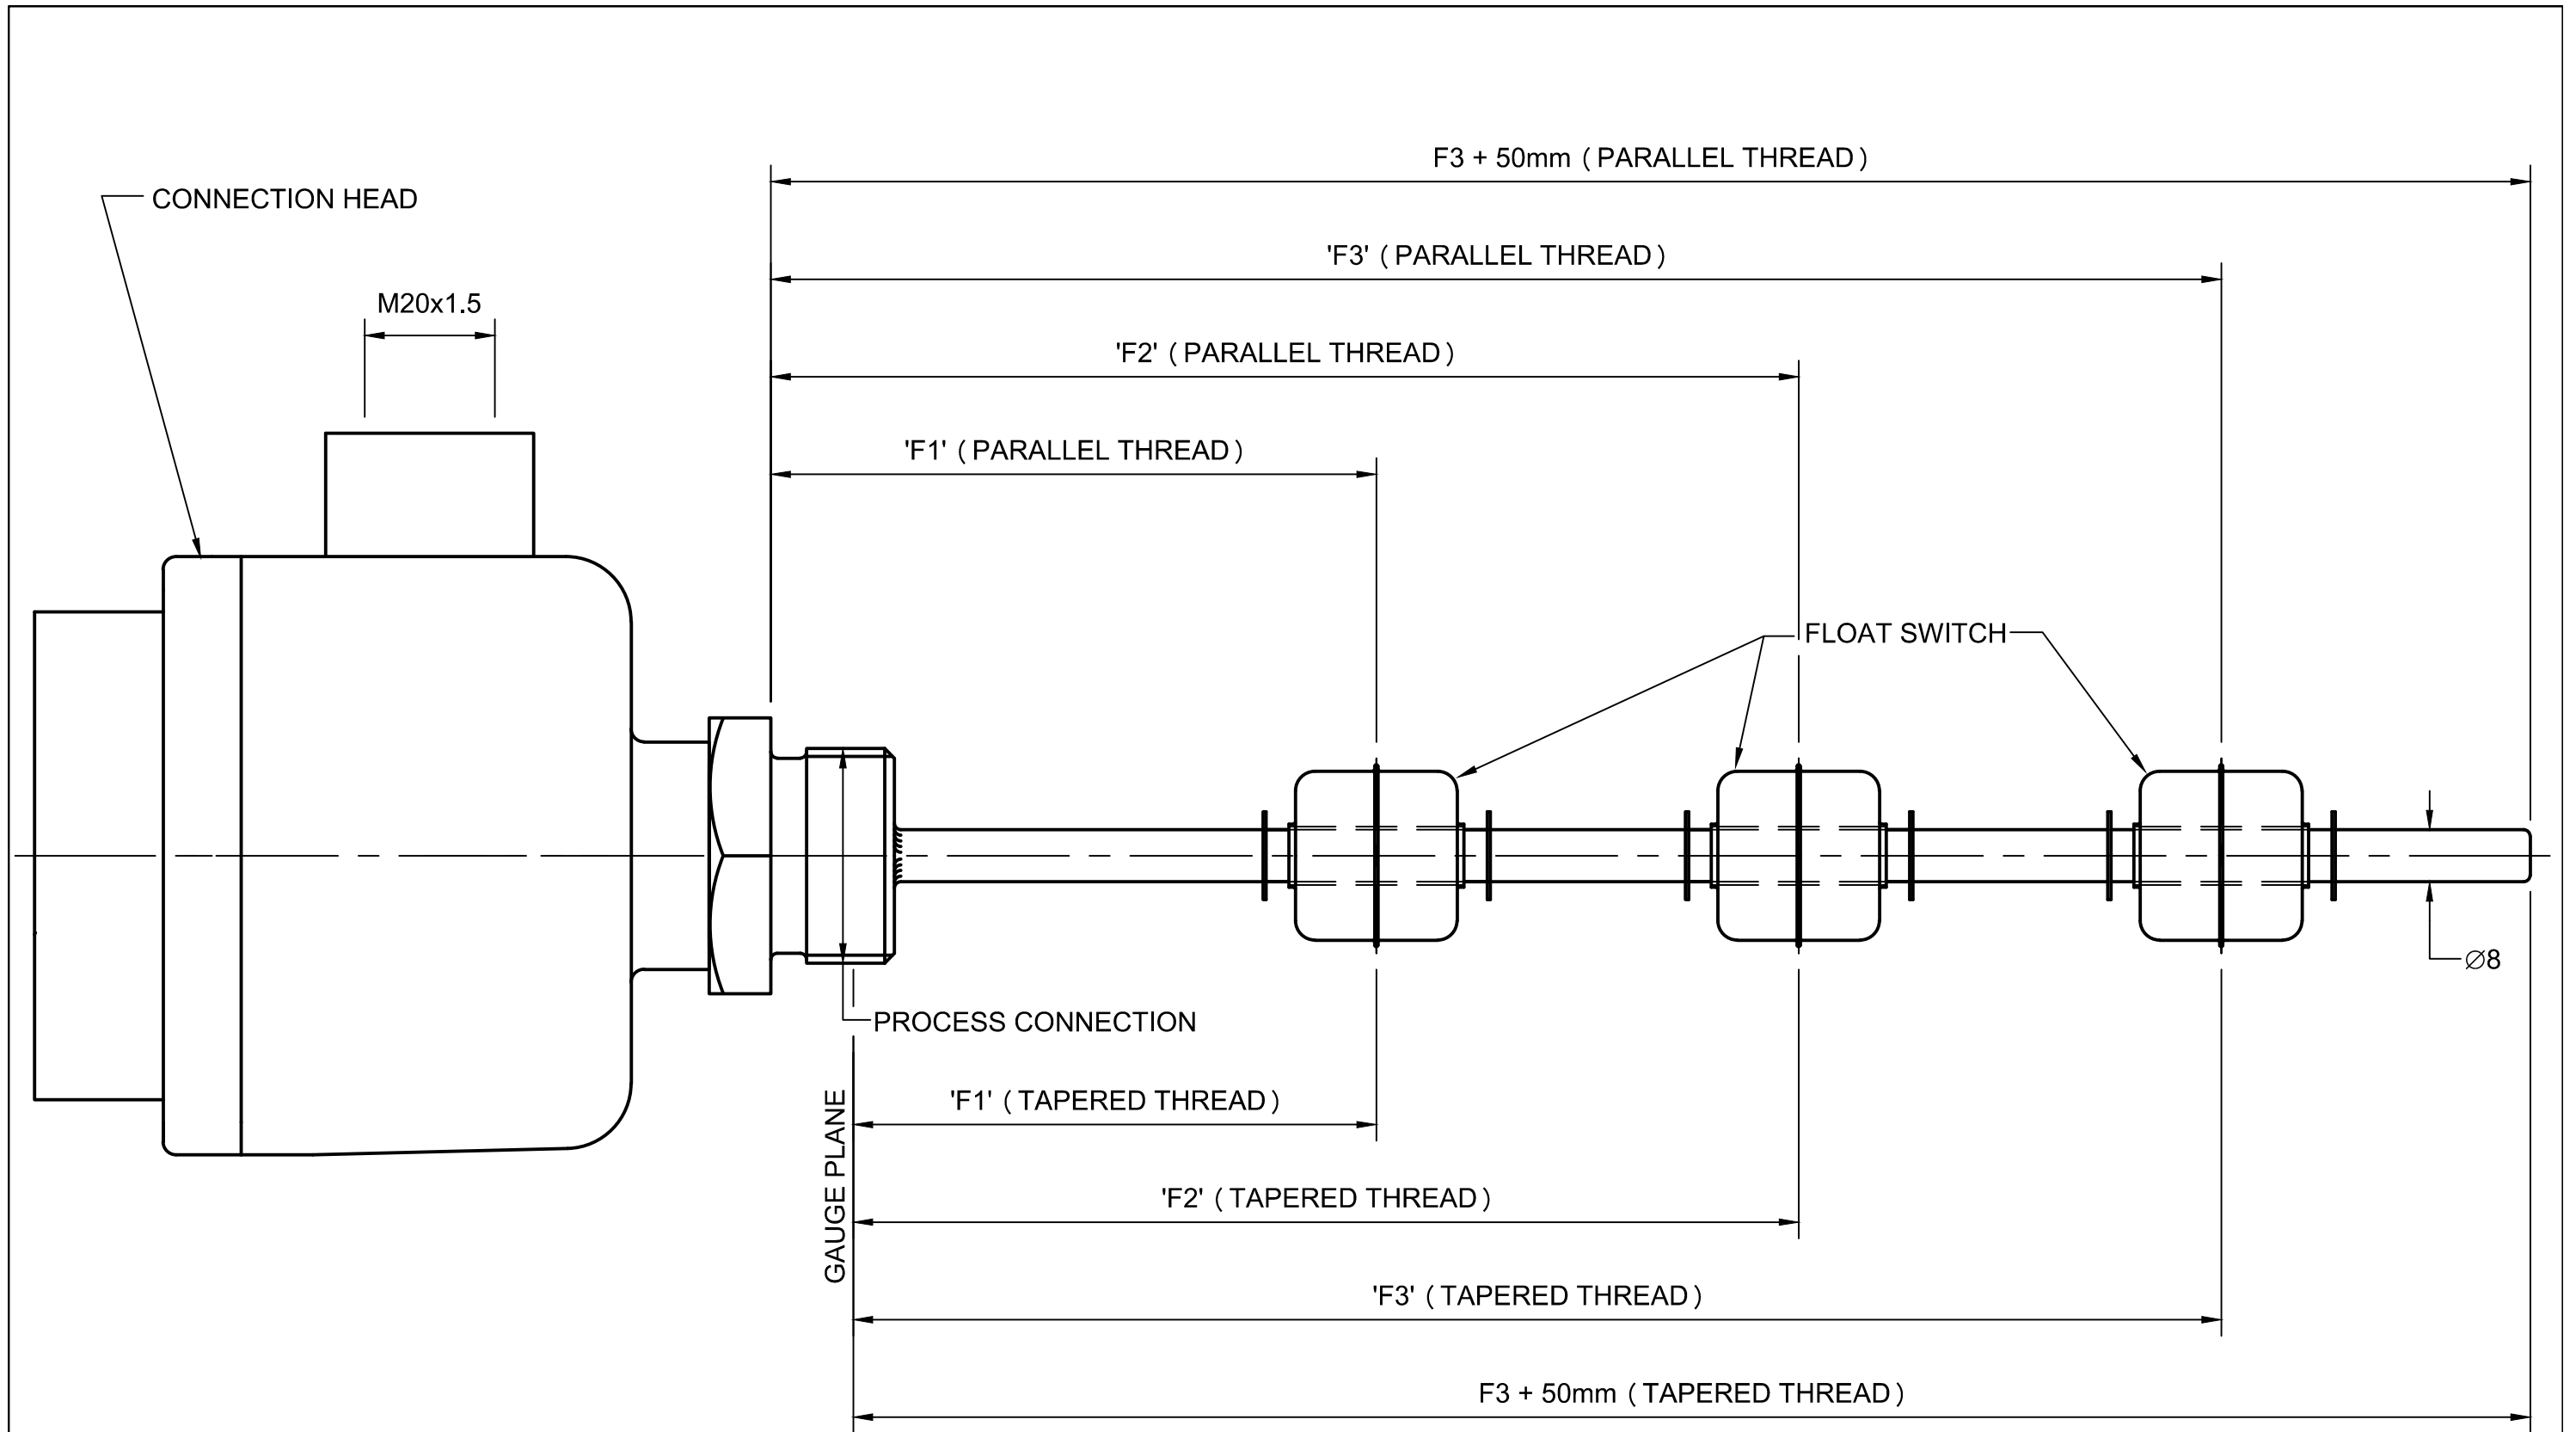 F3 + 50mm (PARALLEL THREAD)
CONNECTION HEAD
'F3' (PARALLEL THREAD)
M20x1.5
'F2' (PARALLEL THREAD)
'F1' (PARALLEL THREAD)
FLOAT SWITCH
Ø8
PROCESS CONNECTION
GAUGE PLANE
'F1' (TAPERED THREAD)
'F2' (TAPERED THREAD)
'F3' (TAPERED THREAD)
F3 + 50mm (TAPERED THREAD)